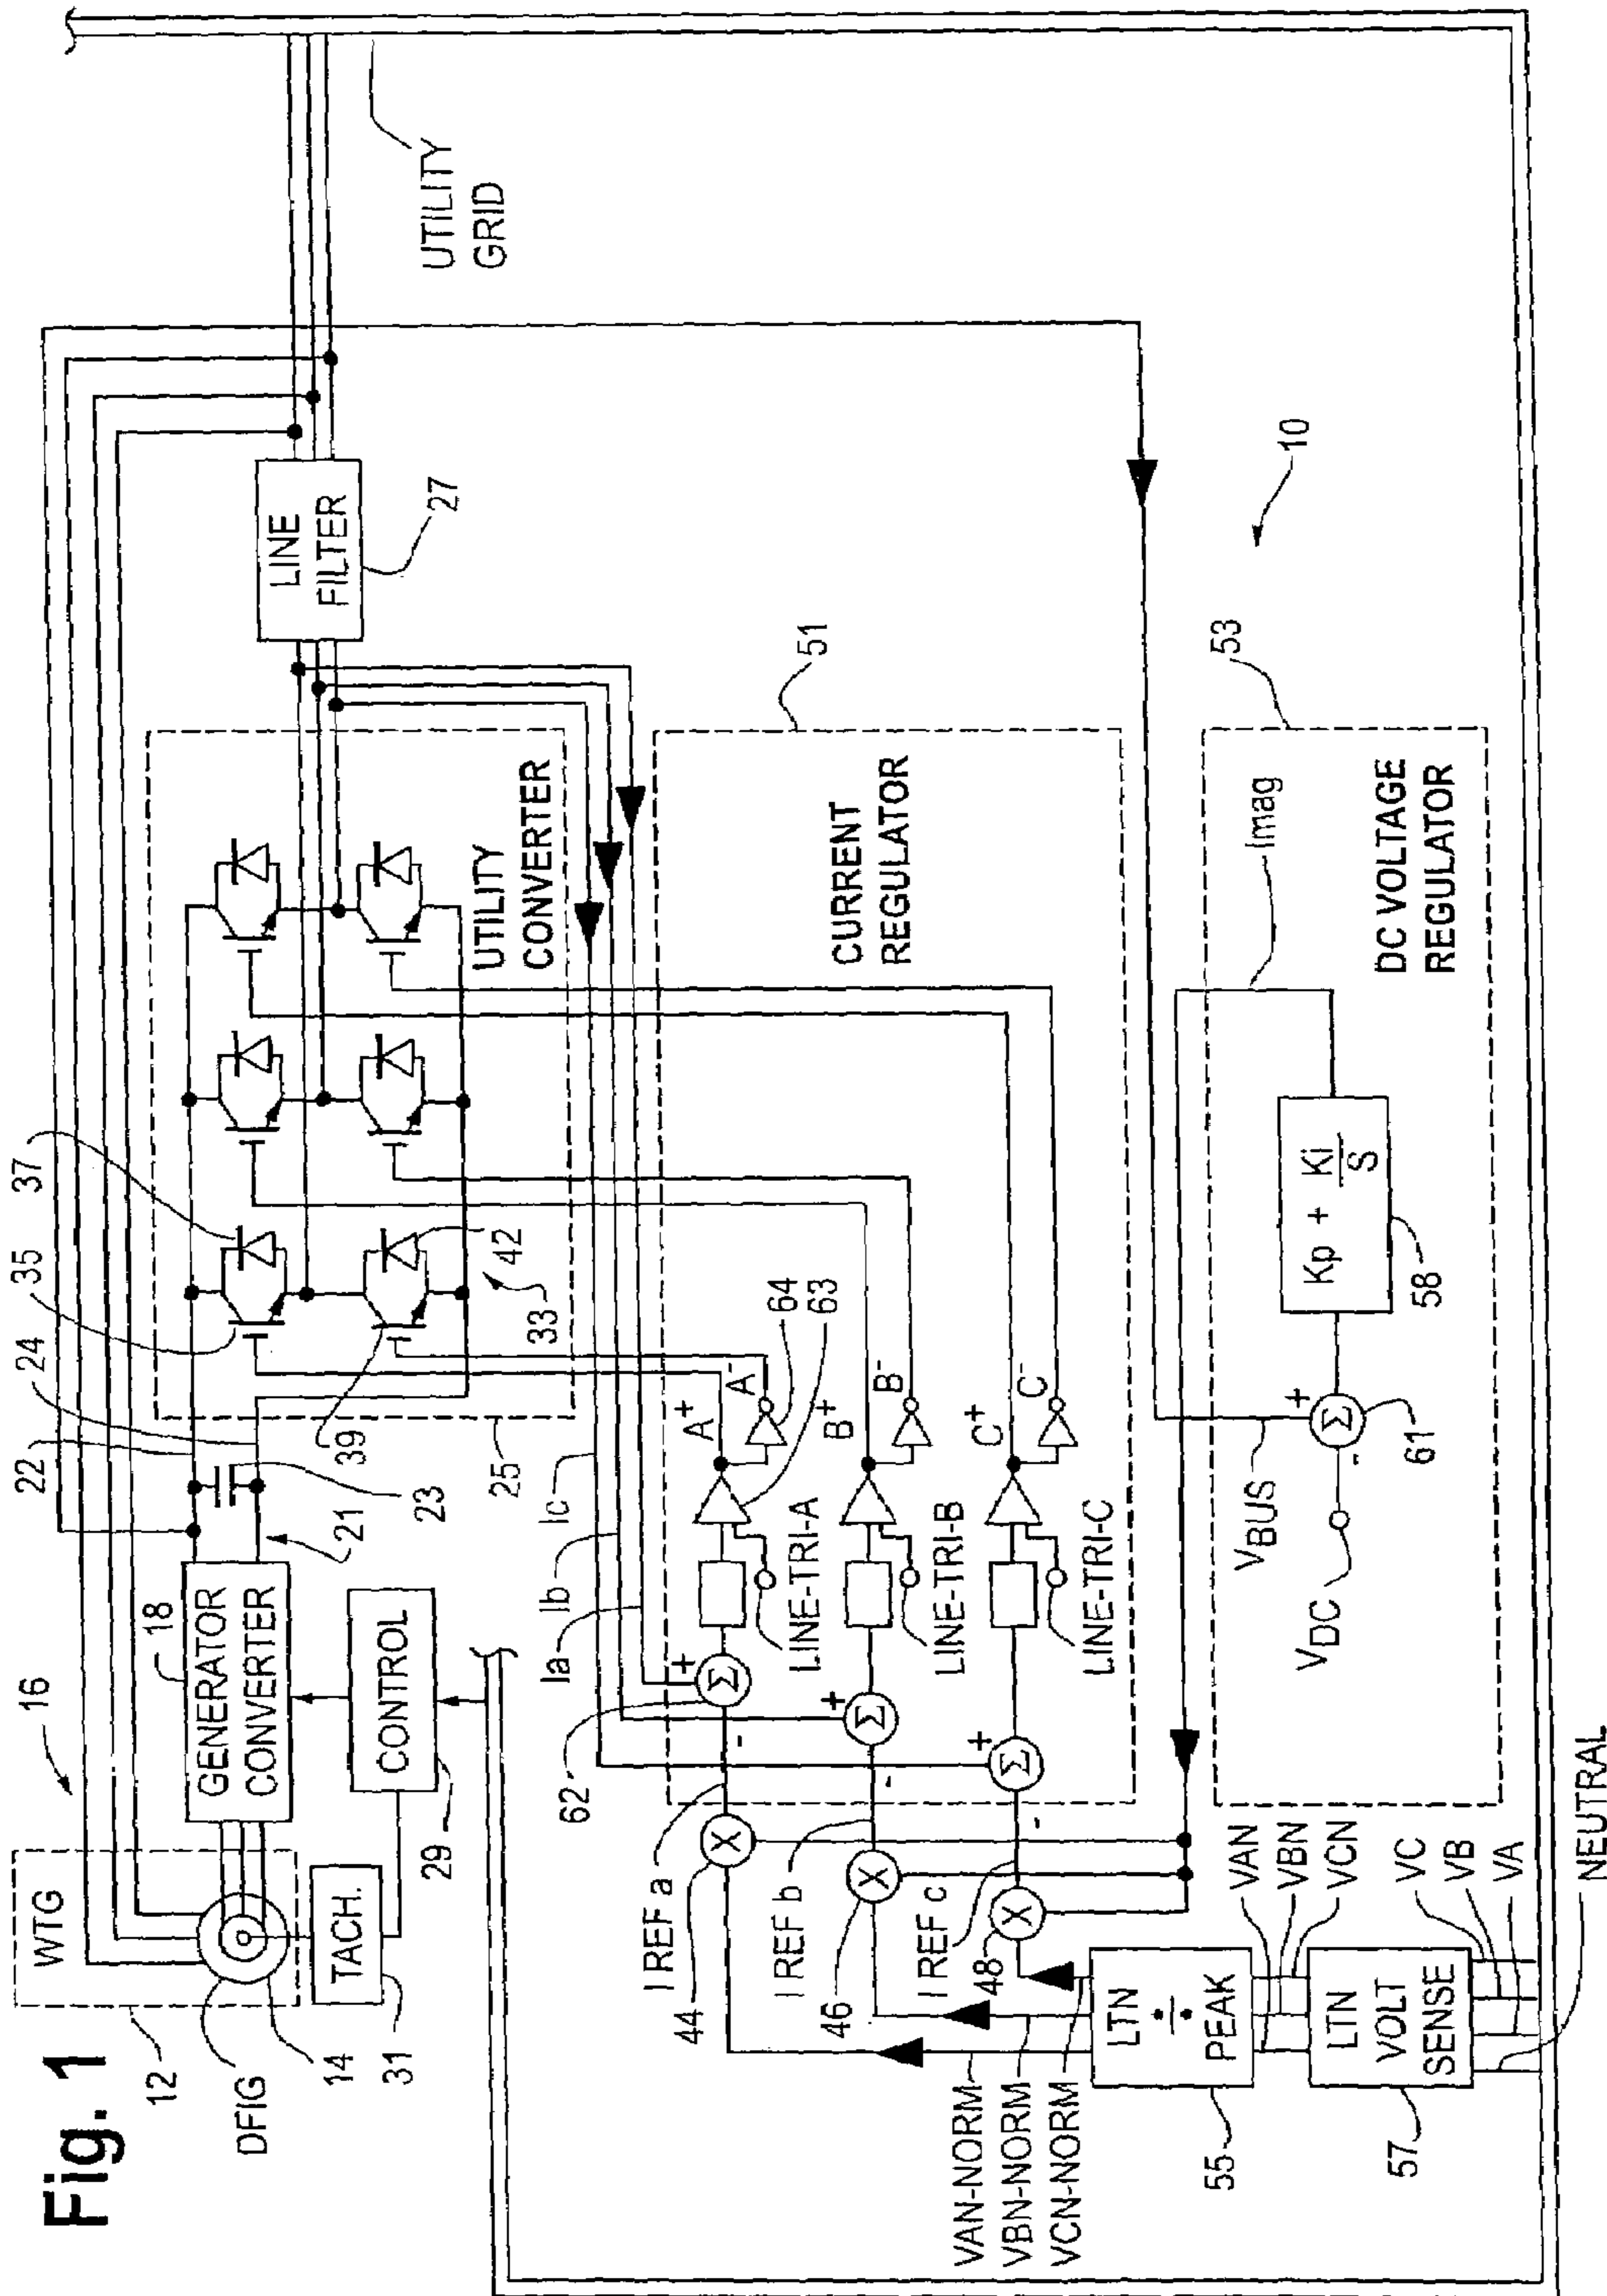 Fig. 1
12
DFIG
14
31
WTG
TACH.
16
18
GENERATOR
CONVERTER
CONTROL
29
21
22
24
23
25
35
37
39
42
33
UTILITY
CONVERTER
LINE
FILTER
27
UTILITY
GRID
10
Ia
Ib
Ic
62
I REF a
I REF b
I REF c
44
46
48
X
X
X
Σ
Σ
Σ
+
+
+
-
-
-
A+
A-
B+
B-
C+
C-
64
63
LINE-TRI-A
LINE-TRI-B
LINE-TRI-C
CURRENT
REGULATOR
51
VAN-NORM
VBN-NORM
VCN-NORM
LTN
÷
PEAK
55
VAN
VBN
VCN
LTN
VOLT
SENSE
57
VC
VB
VA
NEUTRAL
VBUS
VDC
+
-
Σ
61
Kp + Ki/S
58
Imag
DC VOLTAGE
REGULATOR
53